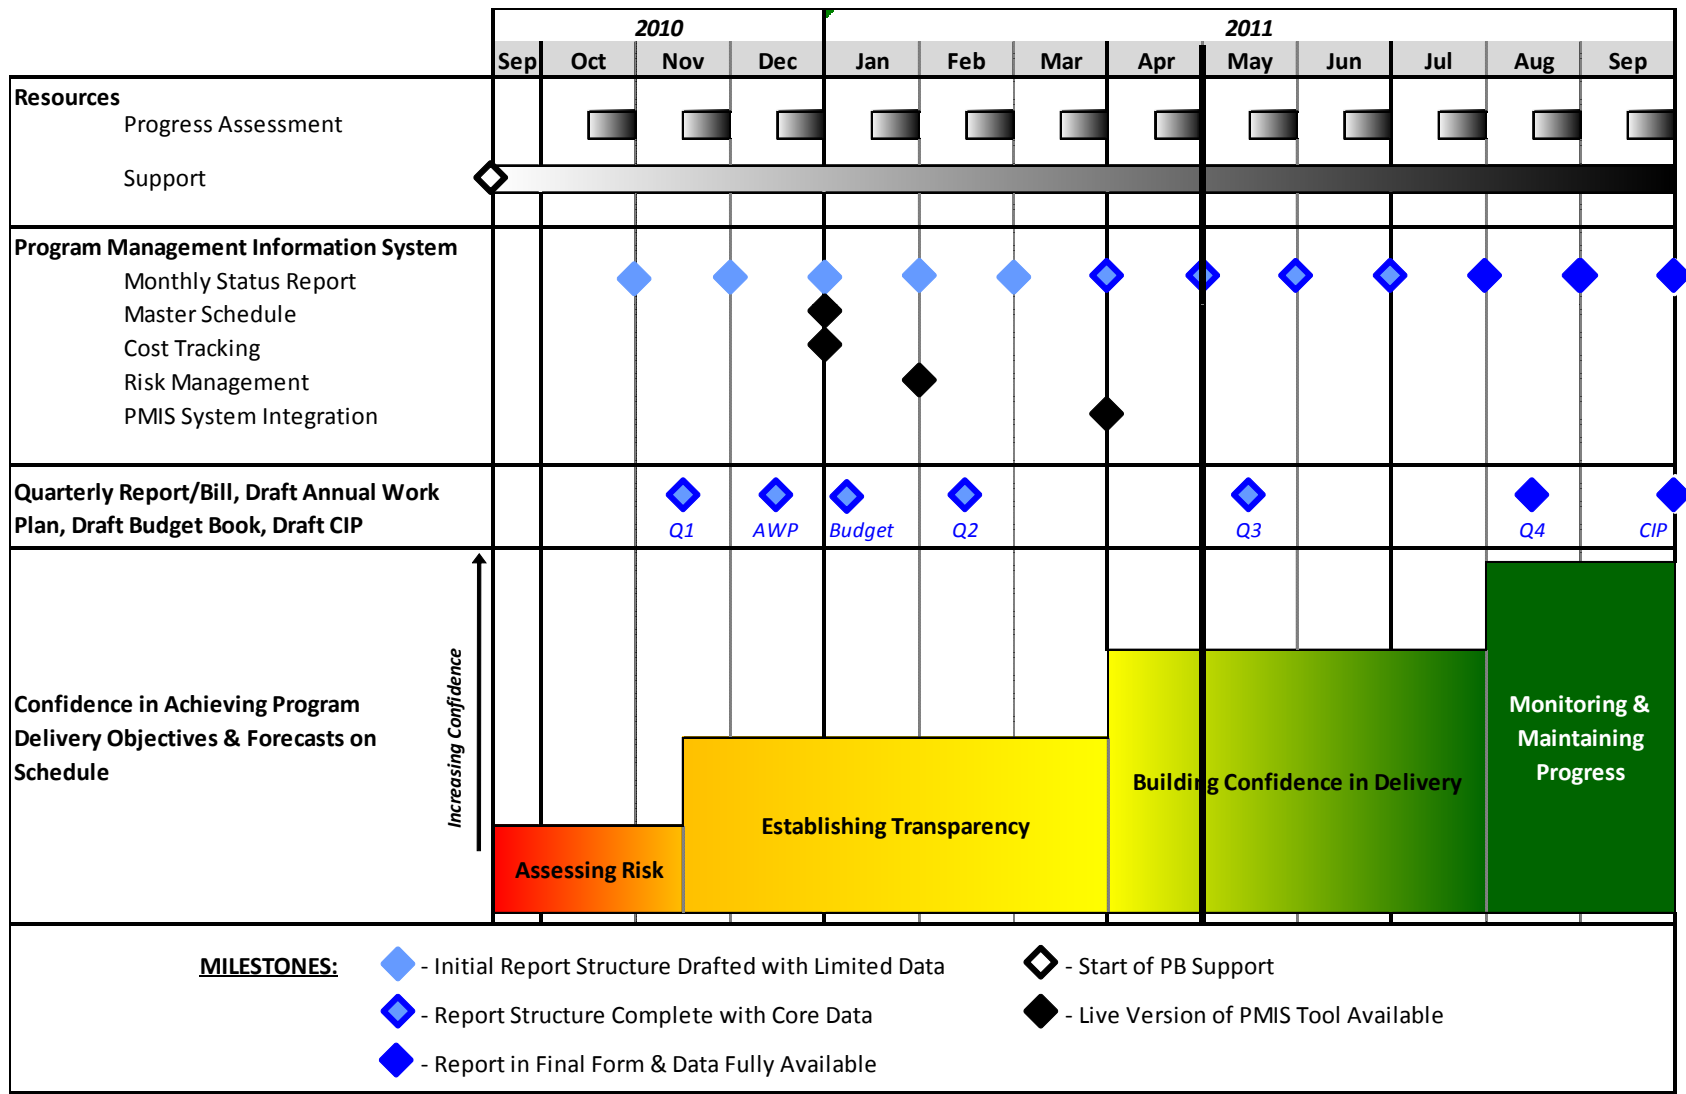 2010
2011
Sep Oct Nov Dec Jan Feb Mar Apr May Jun Jul Aug Sep
Resources
Progress Assessment
Support
Program Management Information System
Monthly Status Report
Master Schedule
Cost Tracking
Risk Management
PMIS System Integration
Quarterly Report/Bill, Draft Annual Work
Plan, Draft Budget Book, Draft CIP
Q1 AWP Budget Q2 Q3 Q4 CIP
Confidence in Achieving Program
Delivery Objectives & Forecasts on
Schedule
Increasing Confidence
Assessing Risk
Establishing Transparency
Building Confidence in Delivery
Monitoring &
Maintaining
Progress
MILESTONES:
- Initial Report Structure Drafted with Limited Data
- Report Structure Complete with Core Data
- Report in Final Form & Data Fully Available
- Start of PB Support
- Live Version of PMIS Tool Available